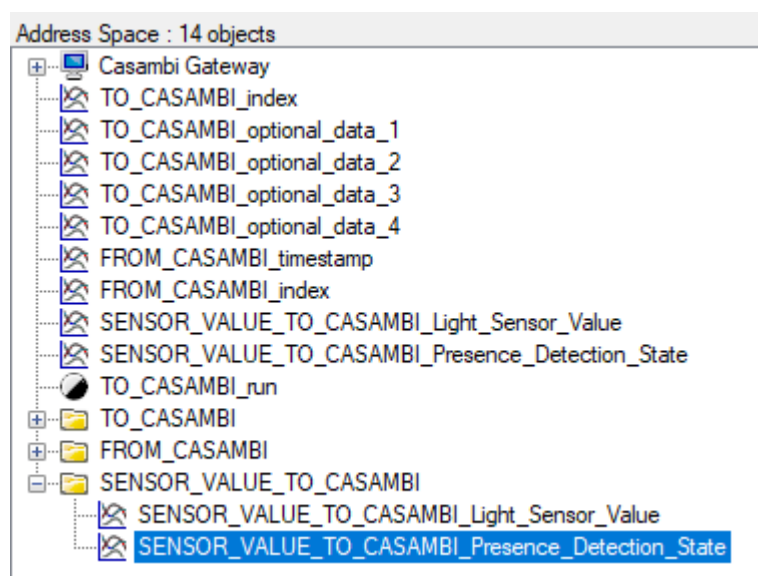 Address Space : 14 objects
Casambi Gateway
TO_CASAMBI_index
TO_CASAMBI_optional_data_1
TO_CASAMBI_optional_data_2
TO_CASAMBI_optional_data_3
TO_CASAMBI_optional_data_4
FROM_CASAMBI_timestamp
FROM_CASAMBI_index
SENSOR_VALUE_TO_CASAMBI_Light_Sensor_Value
SENSOR_VALUE_TO_CASAMBI_Presence_Detection_State
TO_CASAMBI_run
TO_CASAMBI
FROM_CASAMBI
SENSOR_VALUE_TO_CASAMBI
SENSOR_VALUE_TO_CASAMBI_Light_Sensor_Value
SENSOR_VALUE_TO_CASAMBI_Presence_Detection_State